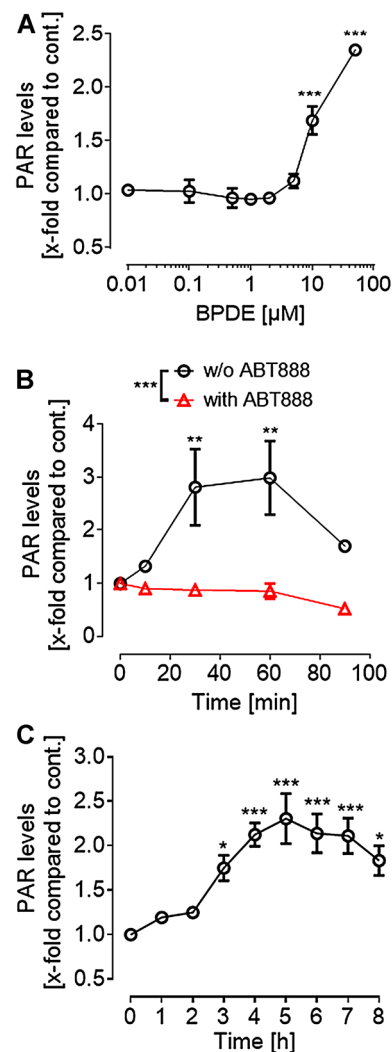 A
PAR levels
[x-fold compared to cont.]
2.5
2.0
1.5
1.0
0.5
***
***
0.01 0.1 1 10 100
BPDE [µM]
B
*** w/o ABT888
with ABT888
PAR levels
[x-fold compared to cont.]
4
3
2
1
0
** **
0 20 40 60 80 100
Time [min]
C
PAR levels
[x-fold compared to cont.]
3.0
2.5
2.0
1.5
1.0
0.5
* *** *** *** *** *
0 1 2 3 4 5 6 7 8
Time [h]